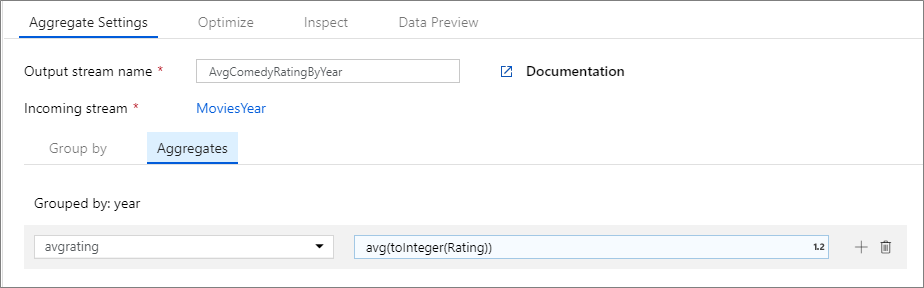 Aggregate Settings Optimize Inspect Data Preview
Output stream name * AvgComedyRatingByYear Documentation
Incoming stream * MoviesYear
Group by Aggregates
Grouped by: year
avgrating avg(toInteger(Rating)) 1.2